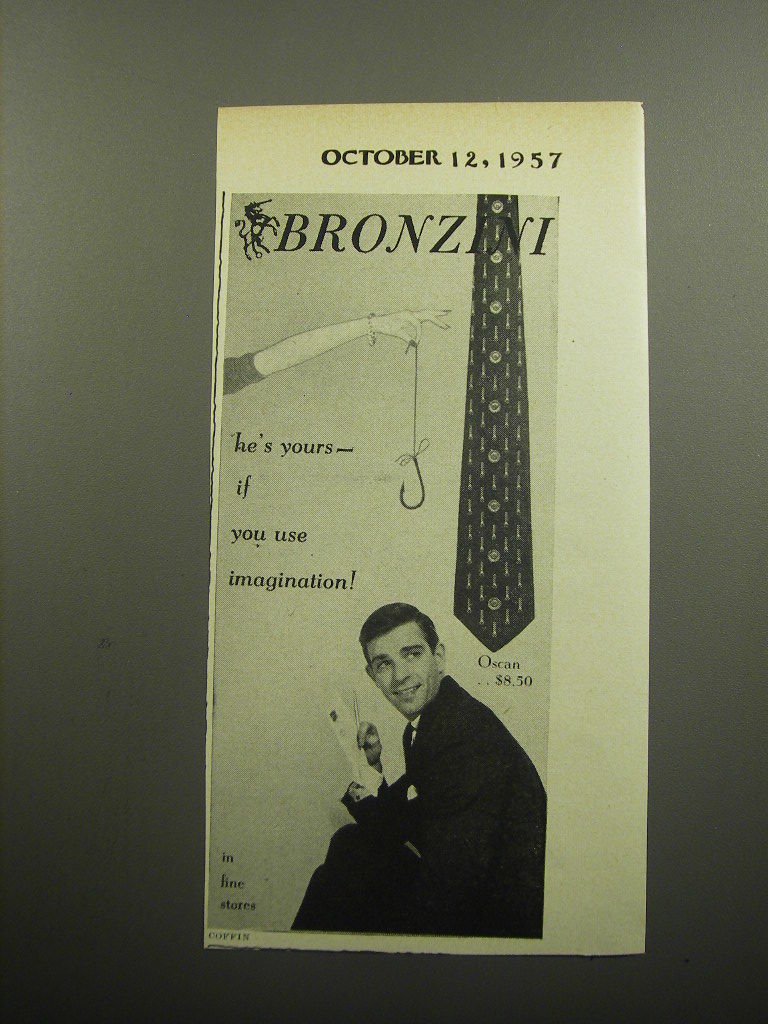 OCTOBER 12, 1957
BRONZINI
he's yours—
if
you use
imagination!
Oscan
. . $8.50
in
fine
stores
COFFIN